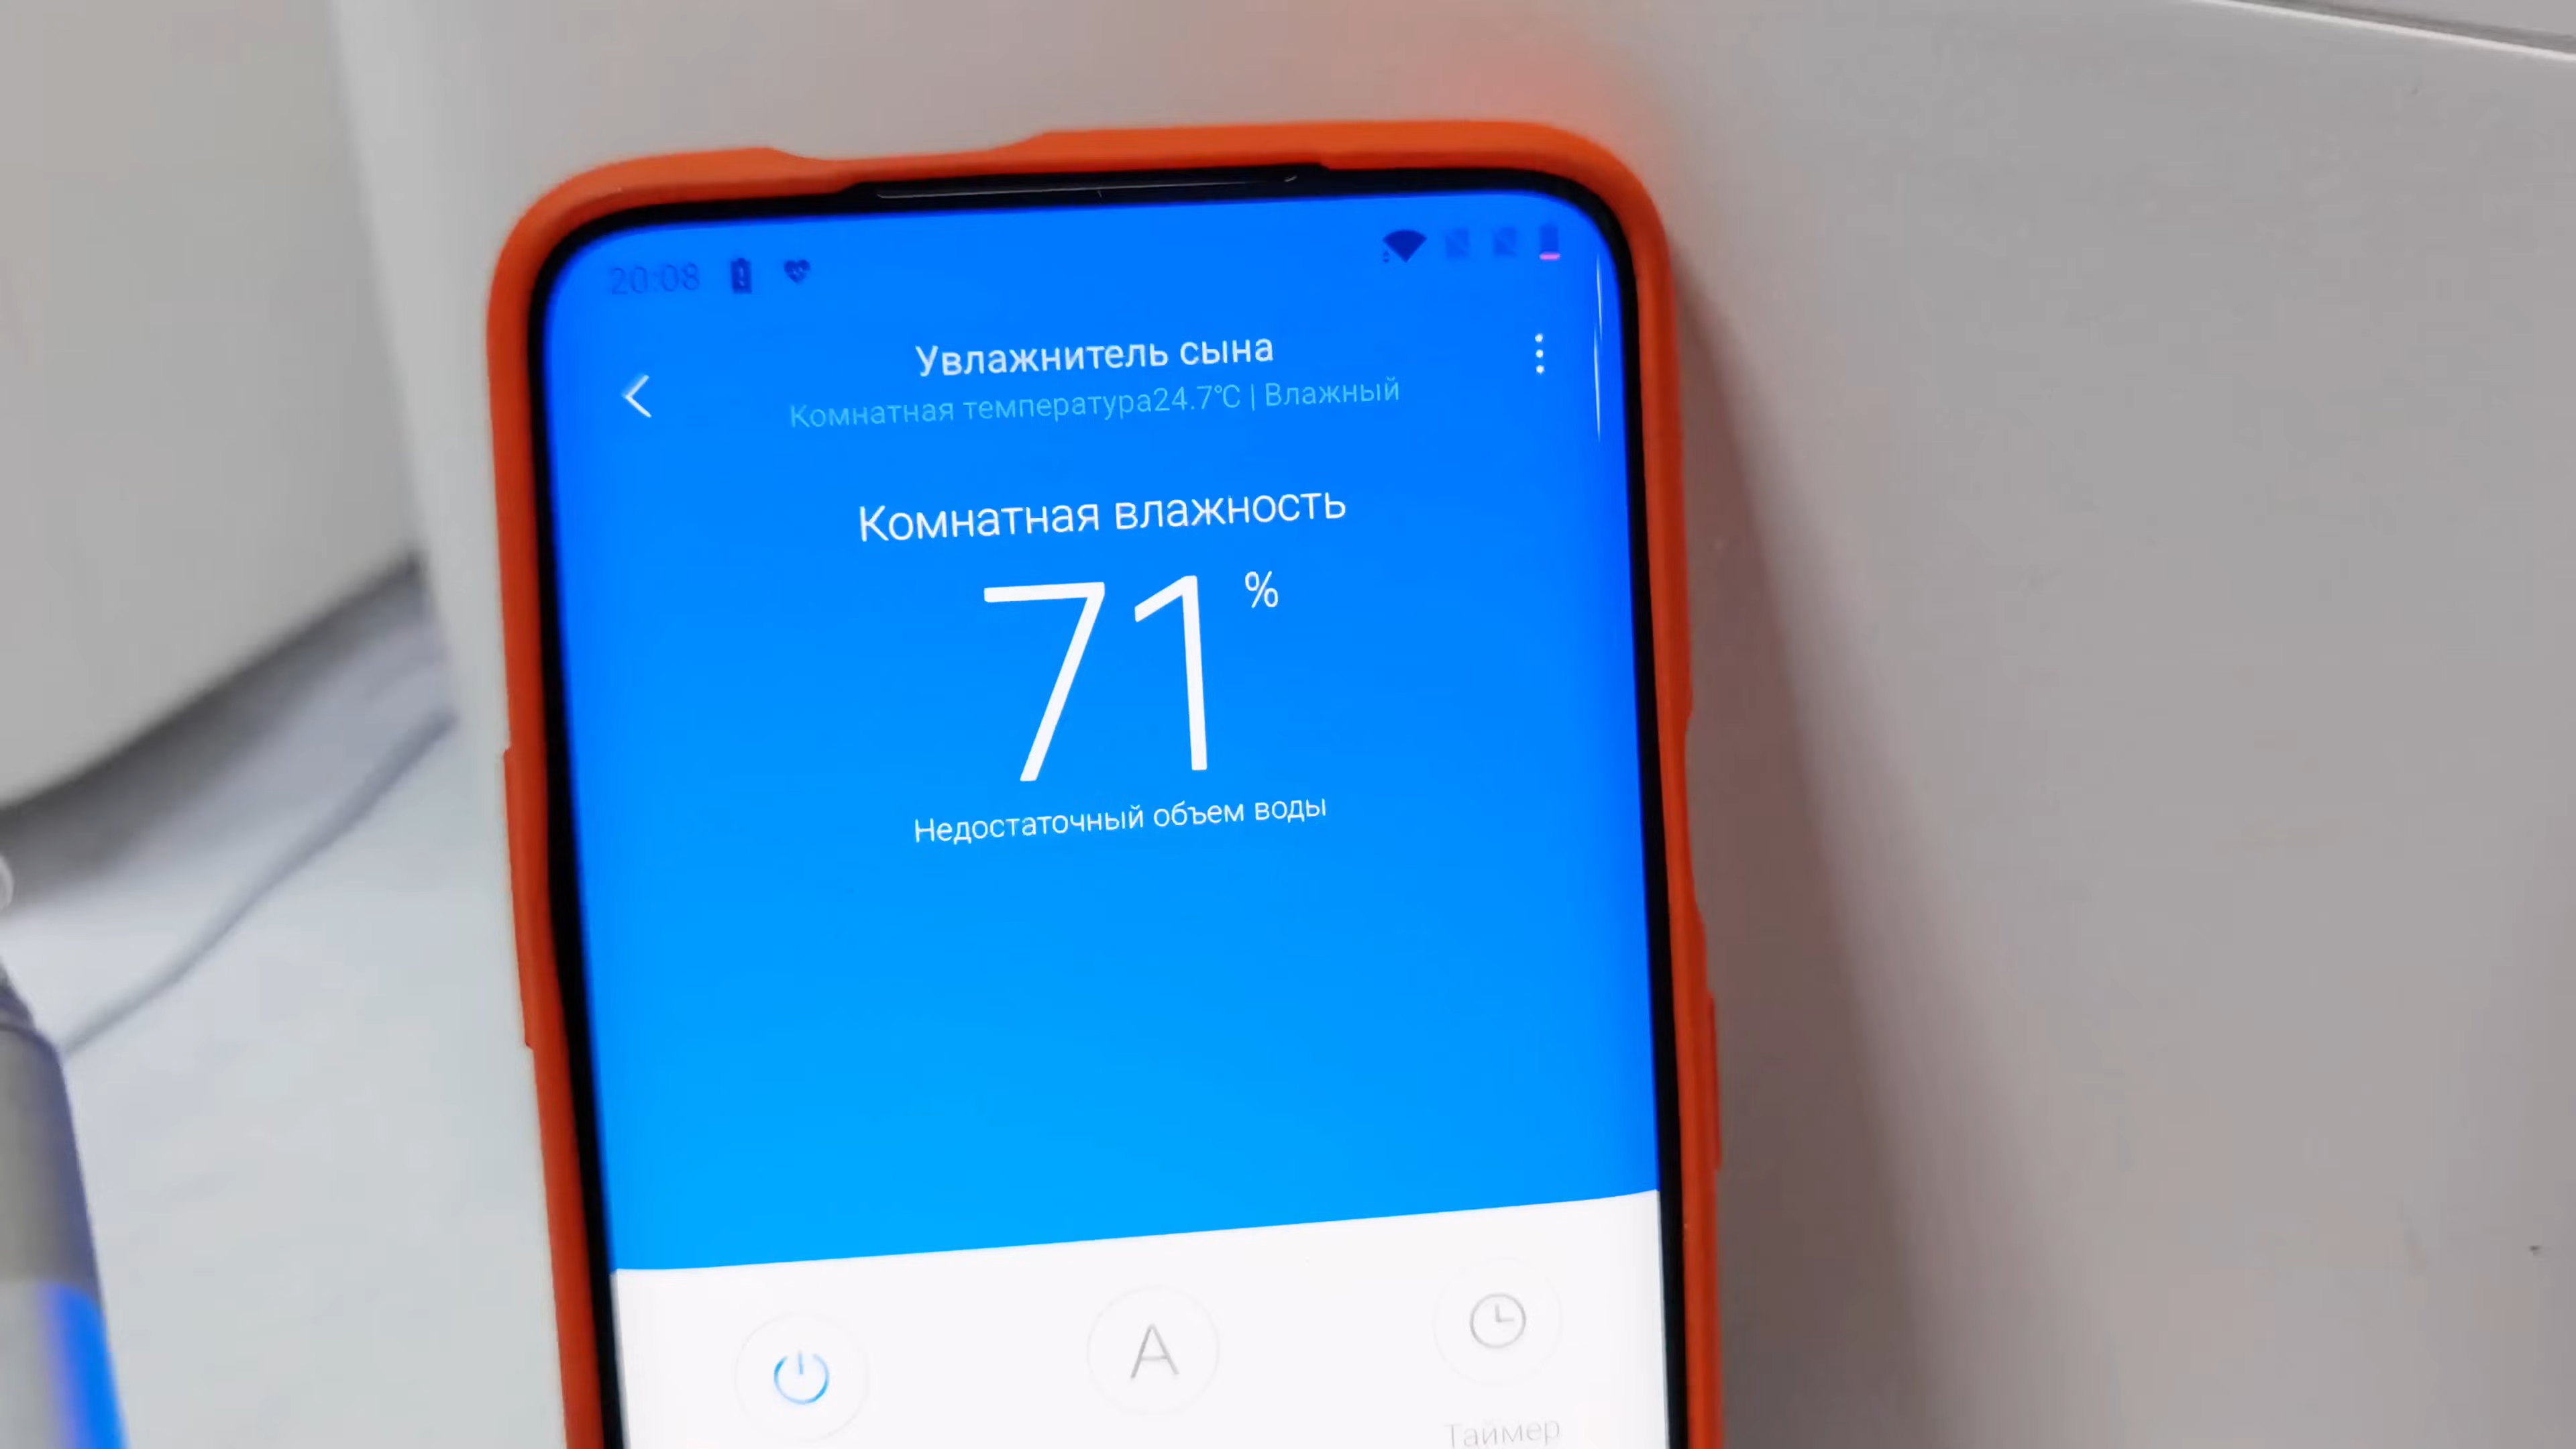 20:08
Увлажнитель сына
Комнатная температура24.7℃ | Влажный
Комнатная влажность
71 %
Недостаточный объем воды
A
Таймер